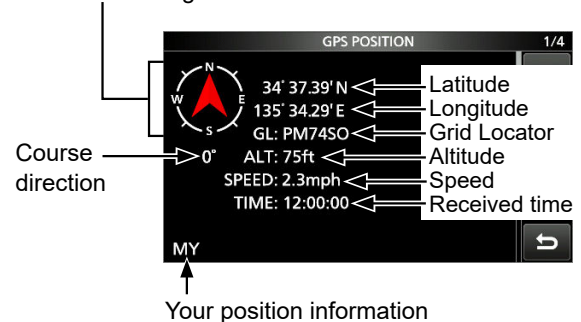 GPS POSITION 1/4
N
W E
S
34° 37.39' N Latitude
135° 34.29' E Longitude
GL: PM74SO Grid Locator
Course direction
0° ALT: 75ft Altitude
SPEED: 2.3mph Speed
TIME: 12:00:00 Received time
MY
Your position information